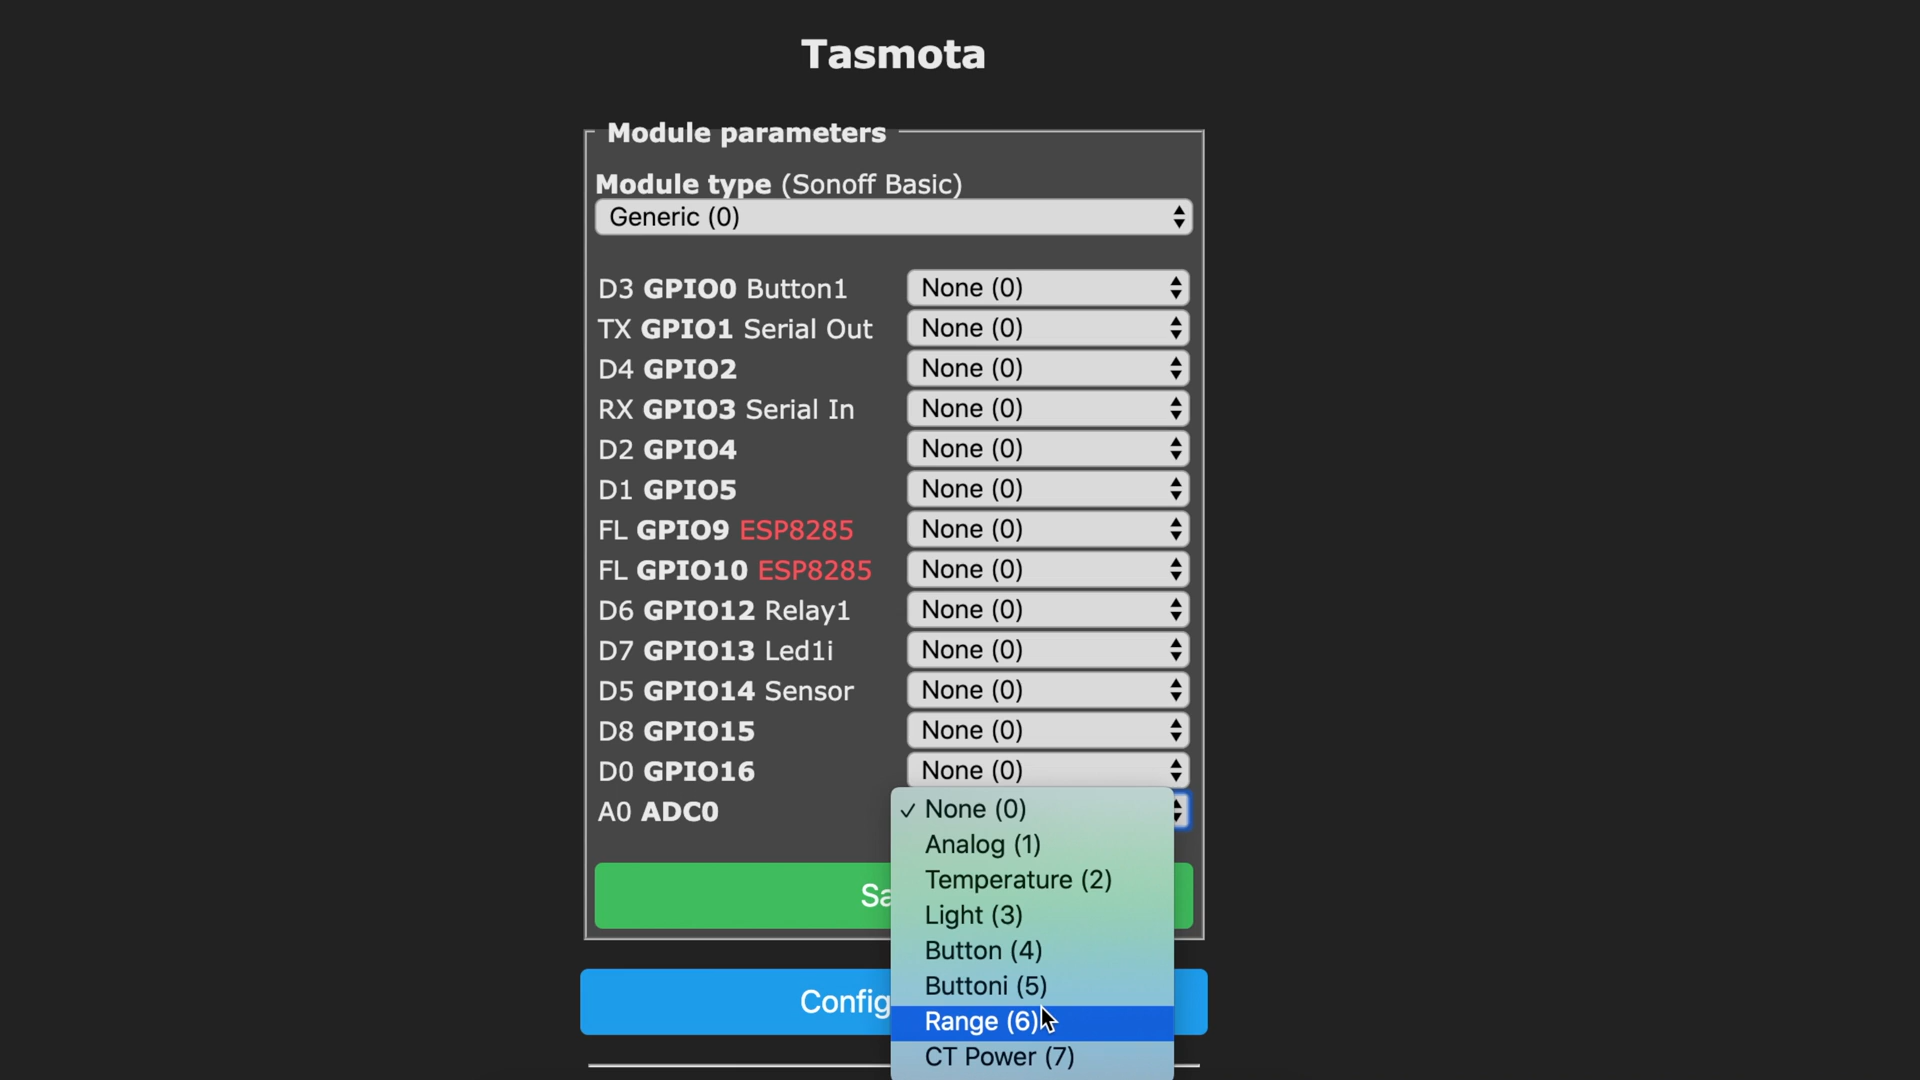 Tasmota
Module parameters
Module type (Sonoff Basic)
Generic (0)
D3 GPIO0 Button1 None (0)
TX GPIO1 Serial Out None (0)
D4 GPIO2 None (0)
RX GPIO3 Serial In None (0)
D2 GPIO4 None (0)
D1 GPIO5 None (0)
FL GPIO9 ESP8285 None (0)
FL GPIO10 ESP8285 None (0)
D6 GPIO12 Relay1 None (0)
D7 GPIO13 Led1i None (0)
D5 GPIO14 Sensor None (0)
D8 GPIO15 None (0)
D0 GPIO16 None (0)
A0 ADC0 ✓ None (0)
Analog (1)
Temperature (2)
Sa
Light (3)
Button (4)
Buttoni (5)
Config
Range (6)
CT Power (7)